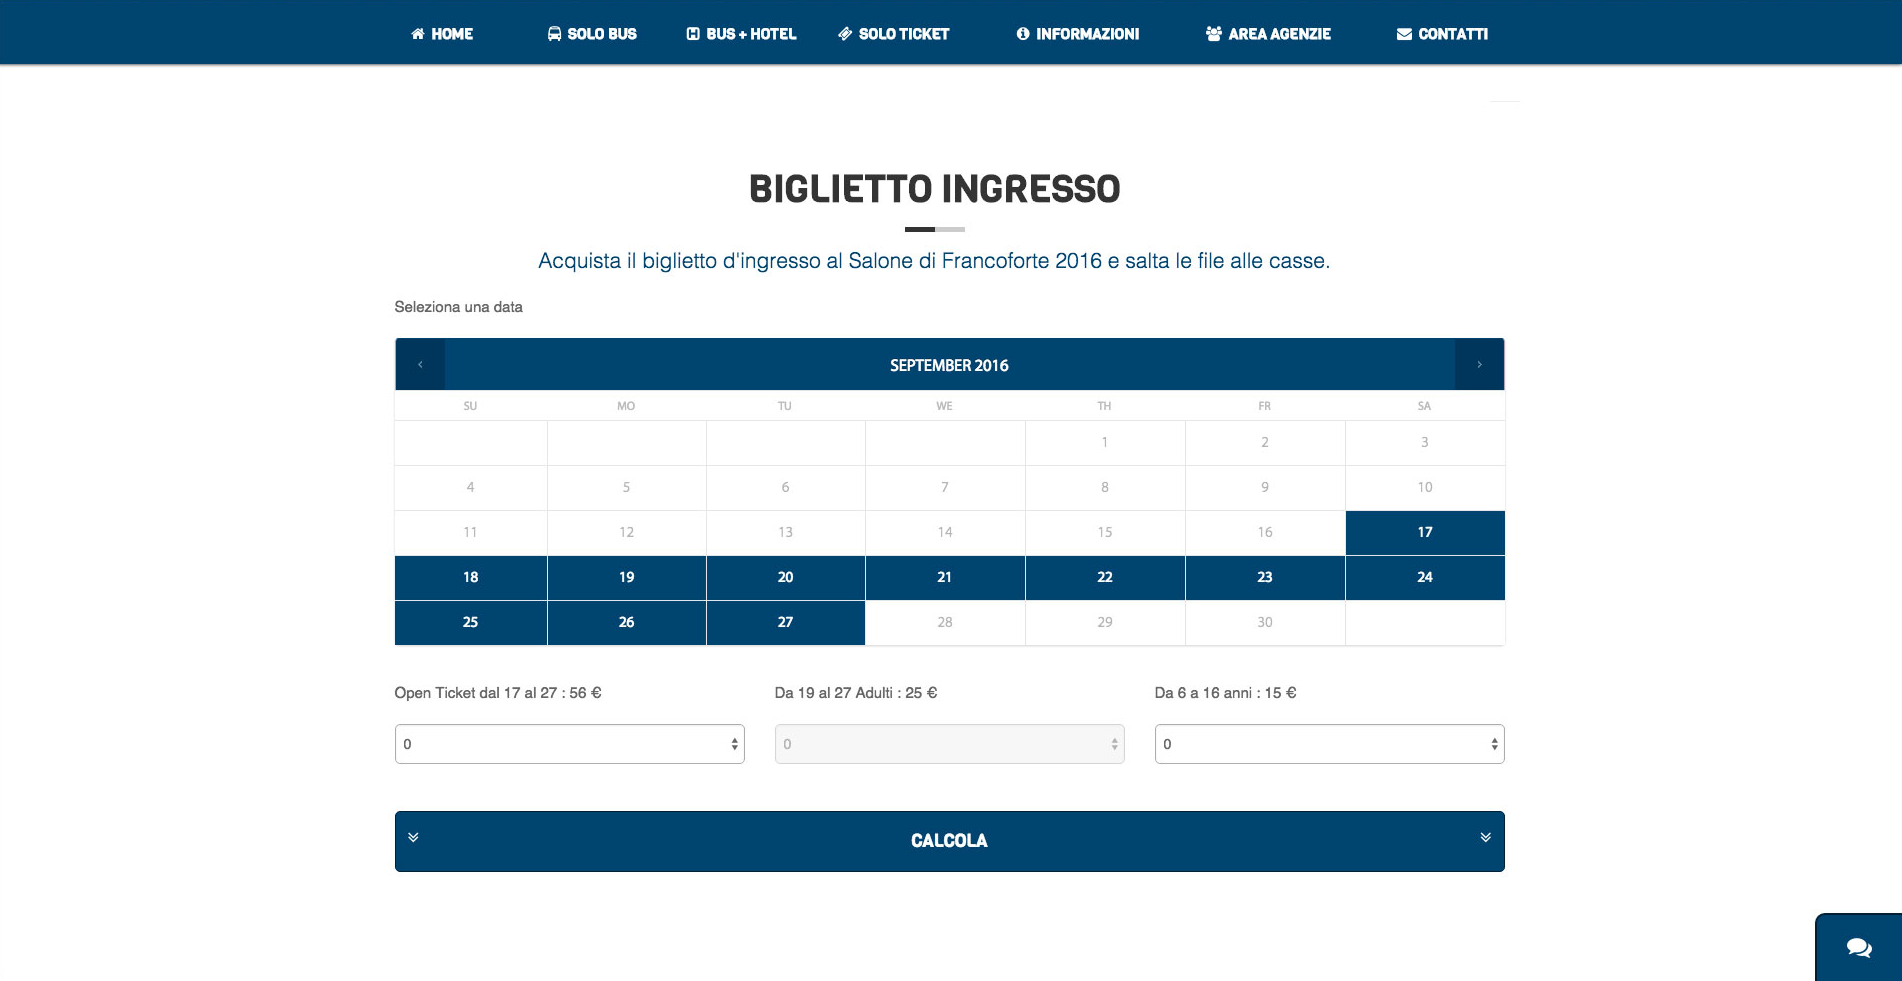 HOME SOLO BUS BUS + HOTEL SOLO TICKET INFORMAZIONI AREA AGENZIE CONTATTI
BIGLIETTO INGRESSO
Acquista il biglietto d'ingresso al Salone di Francoforte 2016 e salta le file alle casse.
Seleziona una data
SEPTEMBER 2016
SU MO TU WE TH FR SA
1 2 3
4 5 6 7 8 9 10
11 12 13 14 15 16 17
18 19 20 21 22 23 24
25 26 27 28 29 30
Open Ticket dal 17 al 27 : 56 € Da 19 al 27 Adulti : 25 € Da 6 a 16 anni : 15 €
0 0 0
CALCOLA